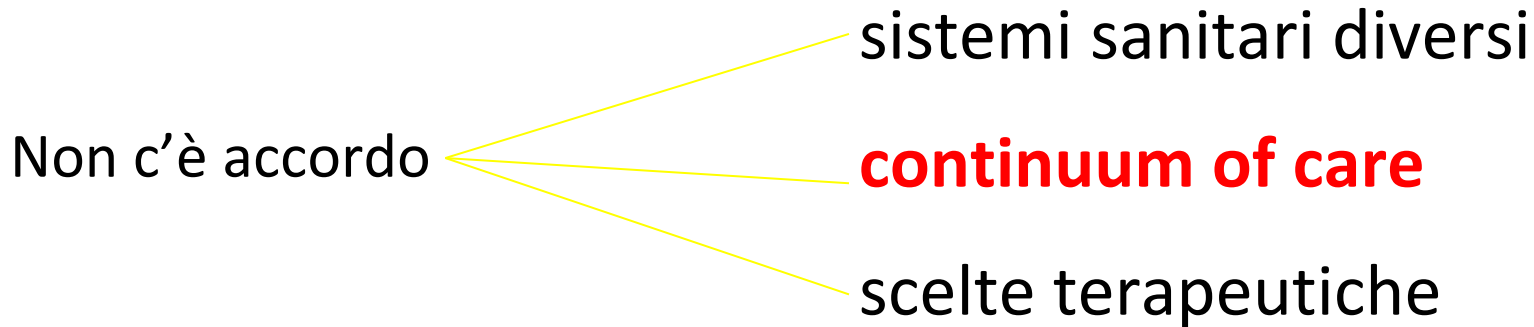 sistemi sanitari diversi
Non c’è accordo
continuum of care
scelte terapeutiche